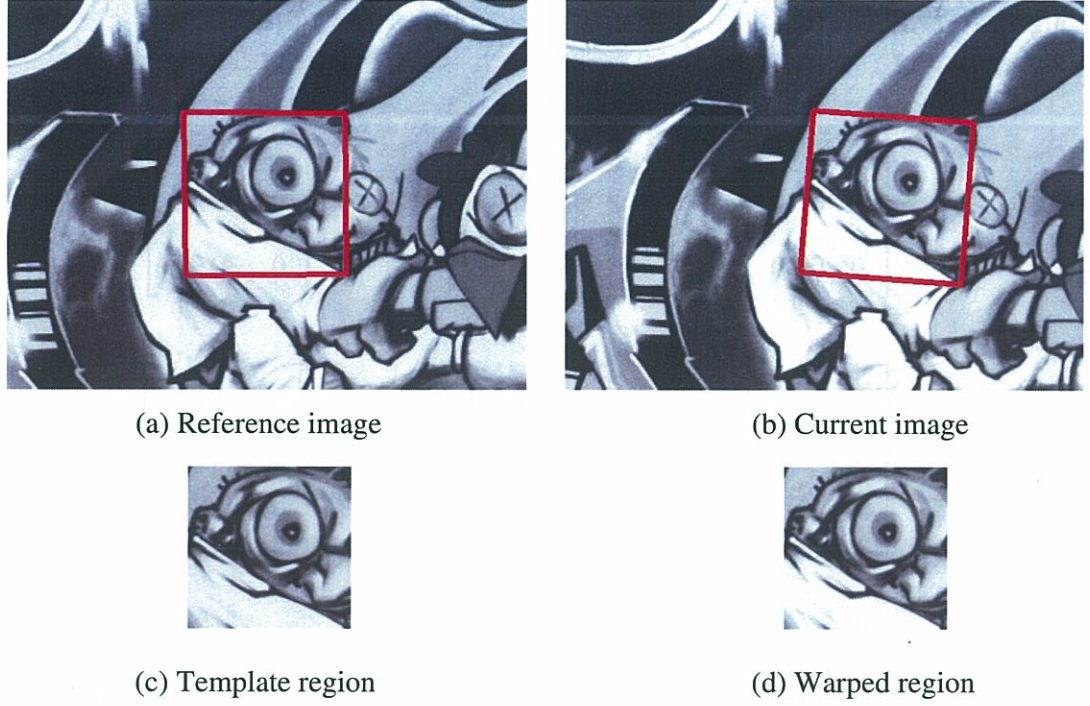 (a) Reference image
(b) Current image
(c) Template region
(d) Warped region